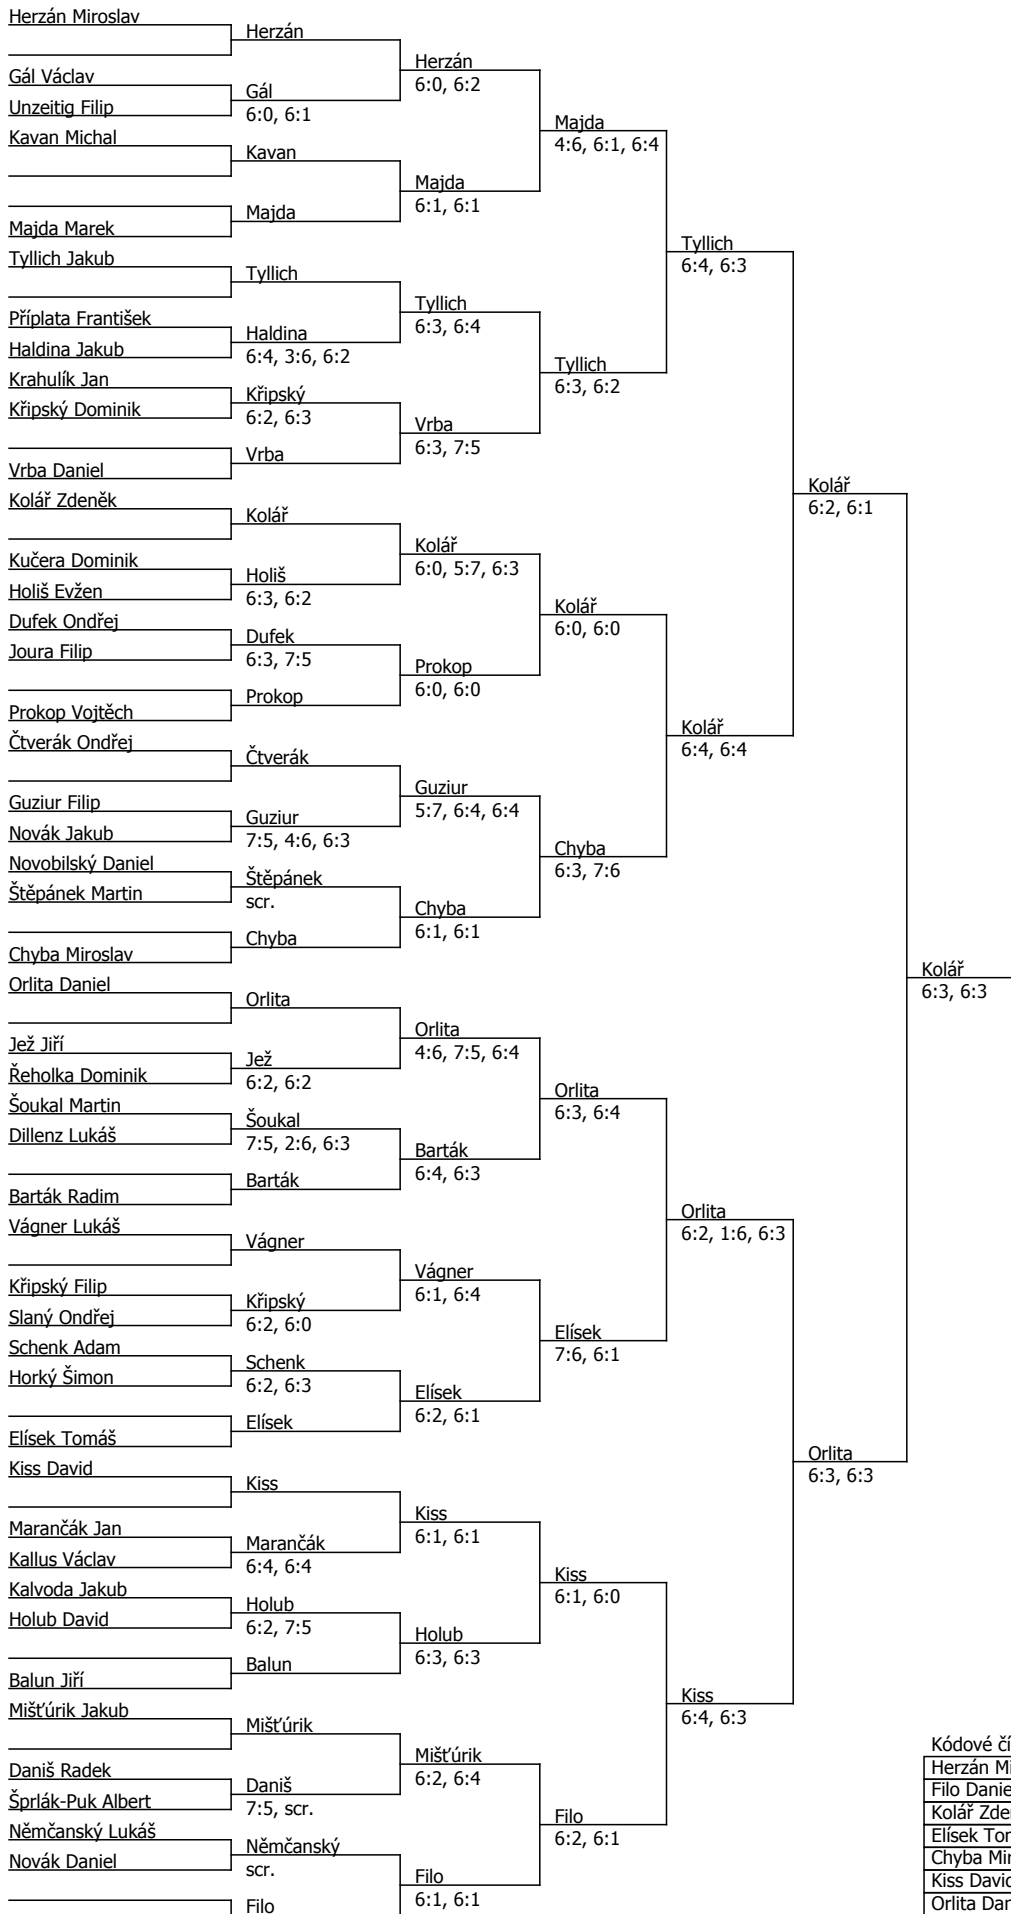 Herzán Miroslav
Gál Václav
Unzeitig Filip
Kavan Michal
Majda Marek
Tyllich Jakub
Příplata František
Haldina Jakub
Krahulík Jan
Křipský Dominik
Vrba Daniel
Kolář Zdeněk
Kučera Dominik
Holiš Evžen
Dufek Ondřej
Joura Filip
Prokop Vojtěch
Čtverák Ondřej
Guziur Filip
Novák Jakub
Novobilský Daniel
Štěpánek Martin
Chyba Miroslav
Orlita Daniel
Jež Jiří
Řeholka Dominik
Šoukal Martin
Dillenz Lukáš
Barták Radim
Vágner Lukáš
Křipský Filip
Slaný Ondřej
Schenk Adam
Horký Šimon
Elísek Tomáš
Kiss David
Marančák Jan
Kallus Václav
Kalvoda Jakub
Holub David
Balun Jiří
Mišťúrik Jakub
Daniš Radek
Šprlák-Puk Albert
Němčanský Lukáš
Novák Daniel
Herzán
Gál
6:0, 6:1
Kavan
Majda
Tyllich
Haldina
6:4, 3:6, 6:2
Křipský
6:2, 6:3
Vrba
Kolář
Holiš
6:3, 6:2
Dufek
6:3, 7:5
Prokop
Čtverák
Guziur
7:5, 4:6, 6:3
Štěpánek
scr.
Chyba
Orlita
Jež
6:2, 6:2
Šoukal
7:5, 2:6, 6:3
Barták
Vágner
Křipský
6:2, 6:0
Schenk
6:2, 6:3
Elísek
Kiss
Marančák
6:4, 6:4
Holub
6:2, 7:5
Balun
Mišťúrik
Daniš
7:5, scr.
Němčanský
scr.
Filo
Herzán
6:0, 6:2
Majda
6:1, 6:1
Tyllich
6:3, 6:4
Vrba
6:3, 7:5
Kolář
6:0, 5:7, 6:3
Prokop
6:0, 6:0
Guziur
5:7, 6:4, 6:4
Chyba
6:1, 6:1
Orlita
4:6, 7:5, 6:4
Barták
6:4, 6:3
Vágner
6:1, 6:4
Elísek
6:2, 6:1
Kiss
6:1, 6:1
Holub
6:3, 6:3
Mišťúrik
6:2, 6:4
Filo
6:1, 6:1
Majda
4:6, 6:1, 6:4
Tyllich
6:3, 6:2
Kolář
6:0, 6:0
Chyba
6:3, 7:6
Orlita
6:3, 6:4
Elísek
7:6, 6:1
Kiss
6:1, 6:0
Filo
6:2, 6:1
Tyllich
6:4, 6:3
Kolář
6:4, 6:4
Orlita
6:2, 1:6, 6:3
Kiss
6:4, 6:3
Kolář
6:2, 6:1
Orlita
6:3, 6:3
Kolář
6:3, 6:3
Kódové čí
Herzán Mi
Filo Danie
Kolář Zde
Elísek Tor
Chyba Mir
Kiss David
Orlita Dan